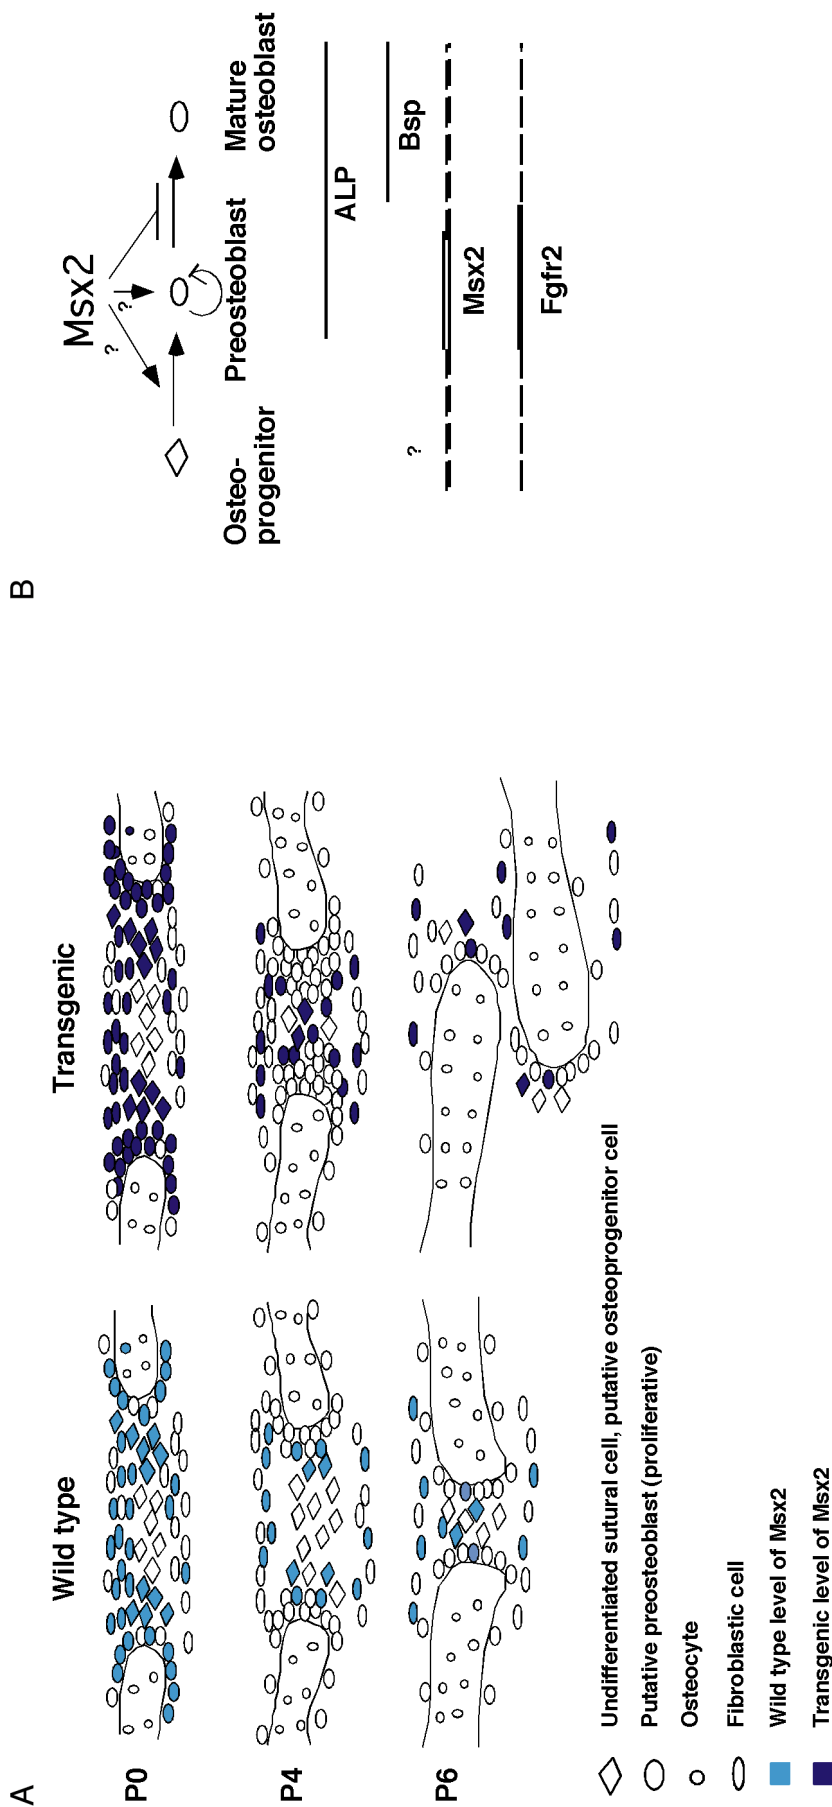 A
Wild type
Transgenic
P0
P4
P6
Undifferentiated sutural cell, putative osteoprogenitor cell
Putative preosteoblast (proliferative)
Osteocyte
Fibroblastic cell
Wild type level of Msx2
Transgenic level of Msx2
B
Msx2
?
?
Osteo-
progenitor
Preosteoblast
Mature
osteoblast
ALP
Bsp
?
Msx2
Fgfr2